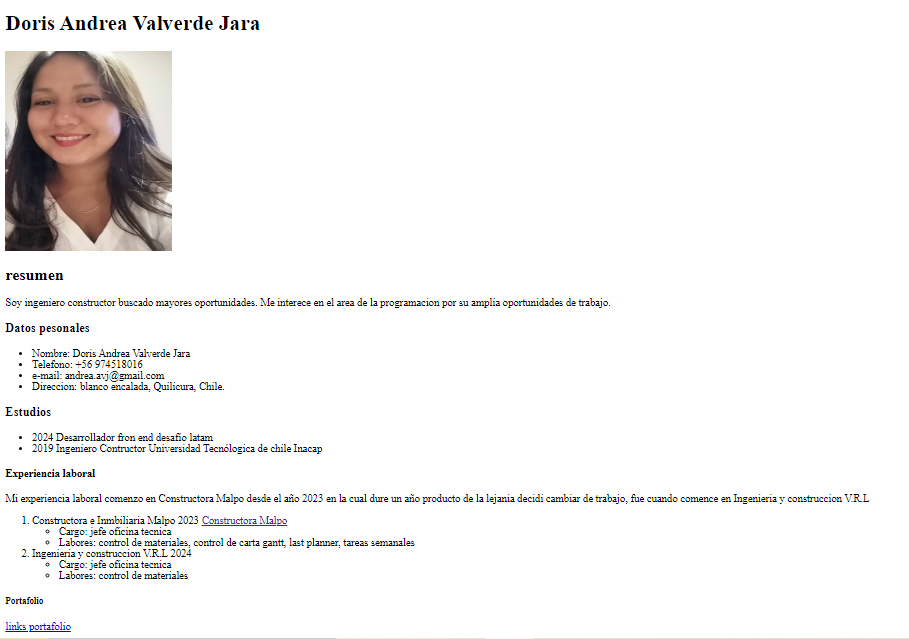 Doris Andrea Valverde Jara
resumen
Soy ingeniero constructor buscado mayores oportunidades. Me interece en el area de la programacion por su amplia oportunidades de trabajo.
Datos pesonales
Nombre: Doris Andrea Valverde Jara
Telefono: +56 974518016
e-mail: andrea.avj@gmail.com
Direccion: blanco encalada, Quilicura, Chile.
Estudios
2024 Desarrollador fron end desafio latam
2019 Ingeniero Contructor Universidad Tecnólogica de chile Inacap
Experiencia laboral
Mi experiencia laboral comenzo en Constructora Malpo desde el año 2023 en la cual dure un año producto de la lejania decidi cambiar de trabajo, fue cuando comence en Ingenieria y construccion V.R.L
1. Constructora e Inmbiliaria Malpo 2023 Constructora Malpo
Cargo: jefe oficina tecnica
Labores: control de materiales, control de carta gantt, last planner, tareas semanales
2. Ingenieria y construccion V.R.L 2024
Cargo: jefe oficina tecnica
Labores: control de materiales
Portafolio
links portafolio